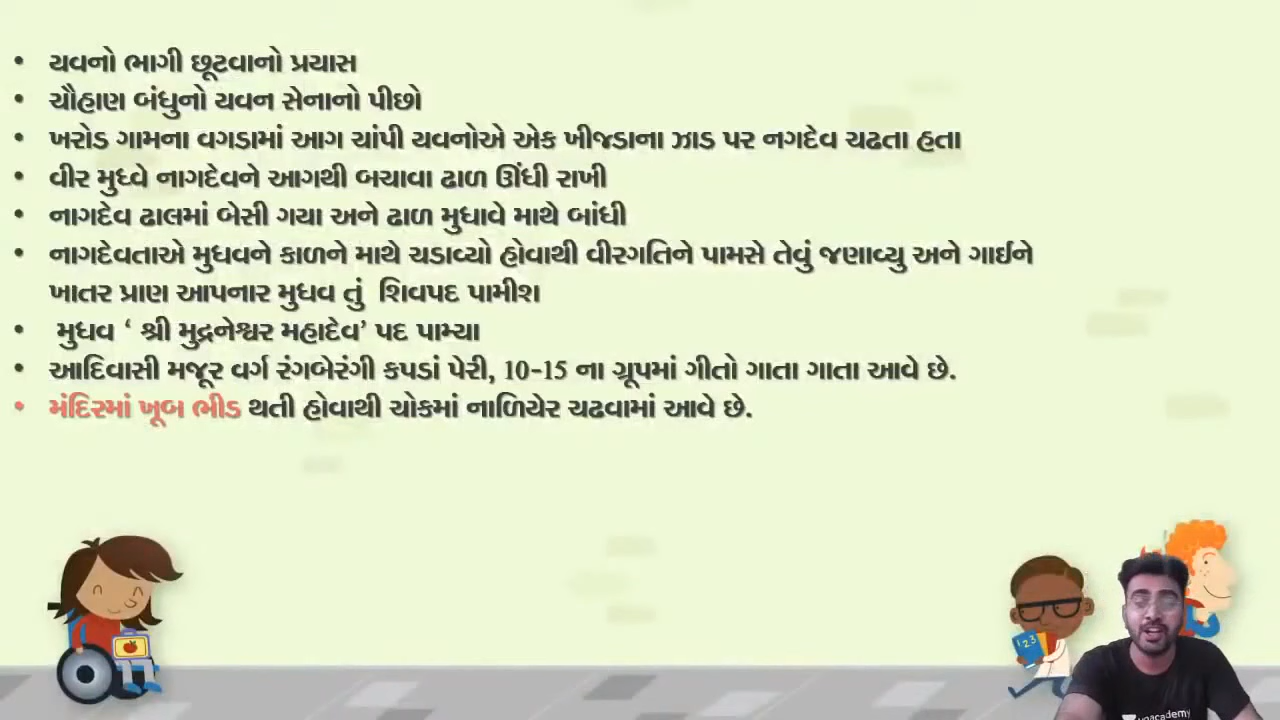 • યવનો ભાગી છૂટવાનો પ્રયાસ
• ચૌહાણ બંધુનો યવન સેનાનો પીછો
• ખરોડ ગામના વગડામાં આગ ચાંપી યવનોએ એક ખીજડાના ઝાડ પર નગદેવ ચઢતા હતા
• વીર મુધ્વે નાગદેવને આગથી બચાવા ઢાળ ઊંધી રાખી
• નાગદેવ ઢાલમાં બેસી ગયા અને ઢાળ મુધાવે માથે બાંધી
• નાગદેવતાએ મુધવને કાળને માથે ચડાવ્યો હોવાથી વીરગતિને પામસે તેવું જણાવ્યુ અને ગાઈને
ખાતર પ્રાણ આપનાર મુધવ તું શિવપદ પામીશ
• મુધવ ‘ શ્રી મુદ્રનેશ્વર મહાદેવ’ પદ પામ્યા
• આદિવાસી મજૂર વર્ગ રંગબેરંગી કપડાં પેરી, 10-15 ના ગ્રૂપમાં ગીતો ગાતા ગાતા આવે છે.
• મંદિરમાં ખૂબ ભીડ થતી હોવાથી ચોકમાં નાળિયેર ચઢવામાં આવે છે.
123
unacademy